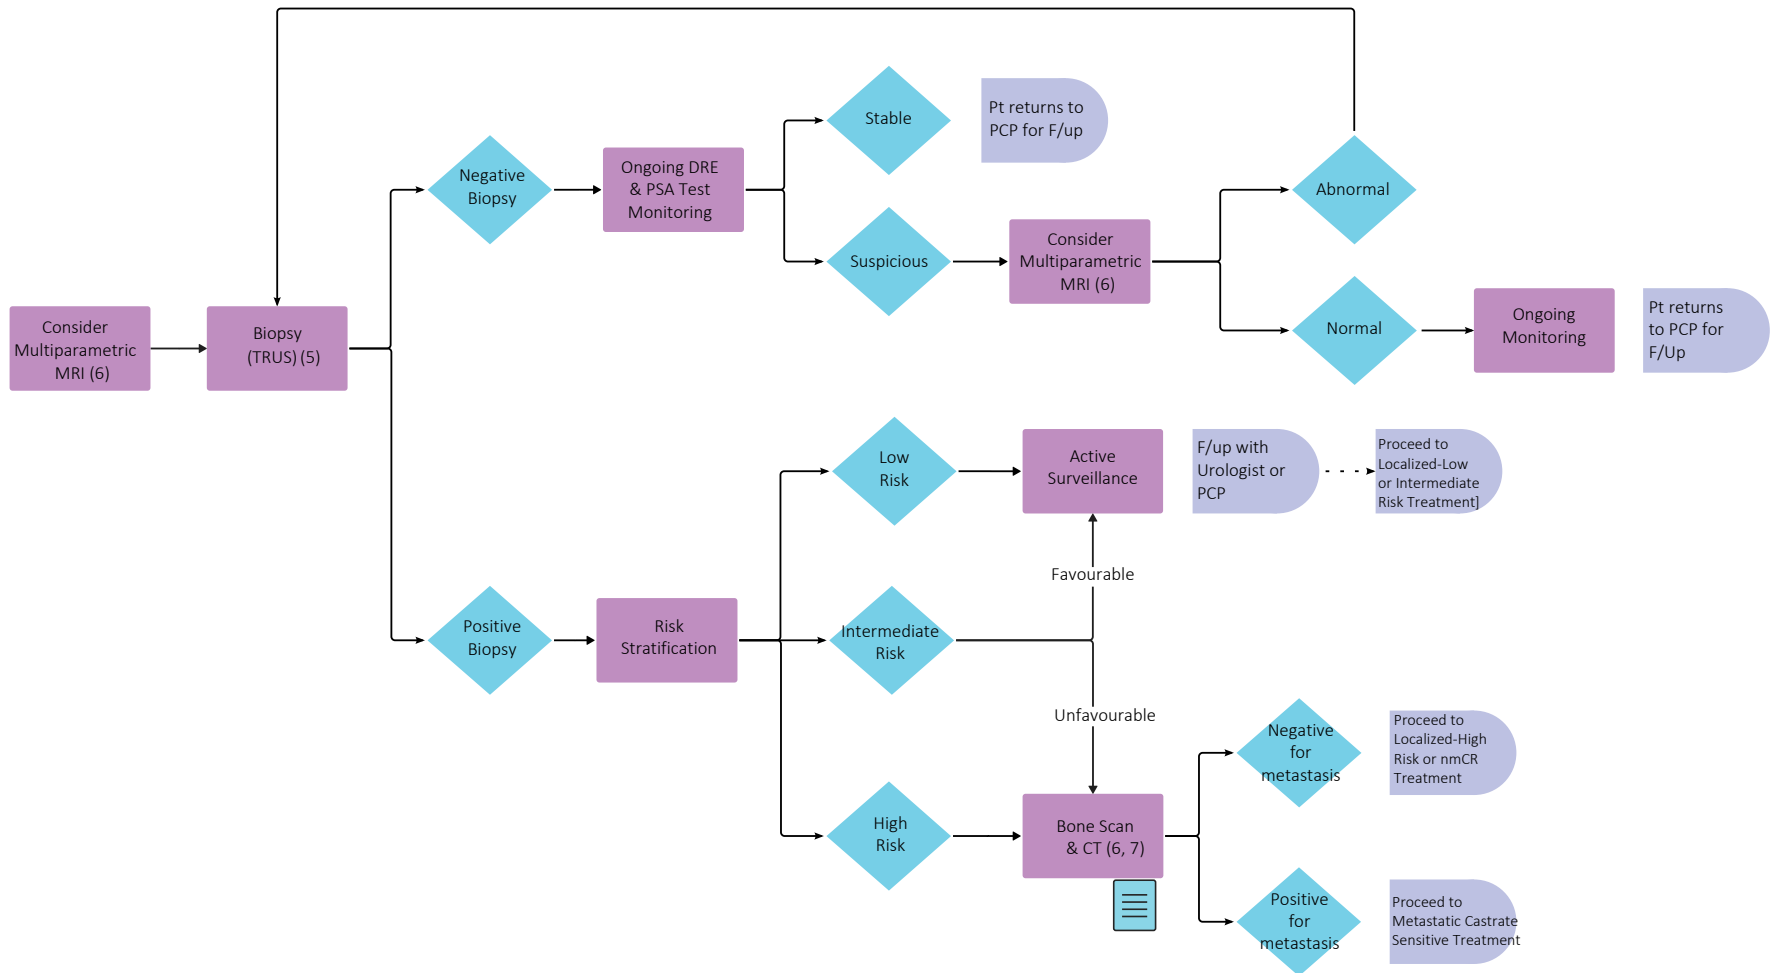 Consider
Multiparametric
MRI (6)
Biopsy
(TRUS) (5)
Negative
Biopsy
Ongoing DRE
& PSA Test
Monitoring
Stable
Pt returns to
PCP for F/up
Suspicious
Consider
Multiparametric
MRI (6)
Abnormal
Normal
Ongoing
Monitoring
Pt returns
to PCP for
F/Up
Positive
Biopsy
Risk
Stratification
Low
Risk
Active
Surveillance
F/up with
Urologist or
PCP
Proceed to
Localized-Low
or Intermediate
Risk Treatment]
Favourable
Intermediate
Risk
Unfavourable
High
Risk
Bone Scan
& CT (6, 7)
Negative
for
metastasis
Proceed to
Localized-High
Risk or nmCR
Treatment
Positive
for
metastasis
Proceed to
Metastatic Castrate
Sensitive Treatment